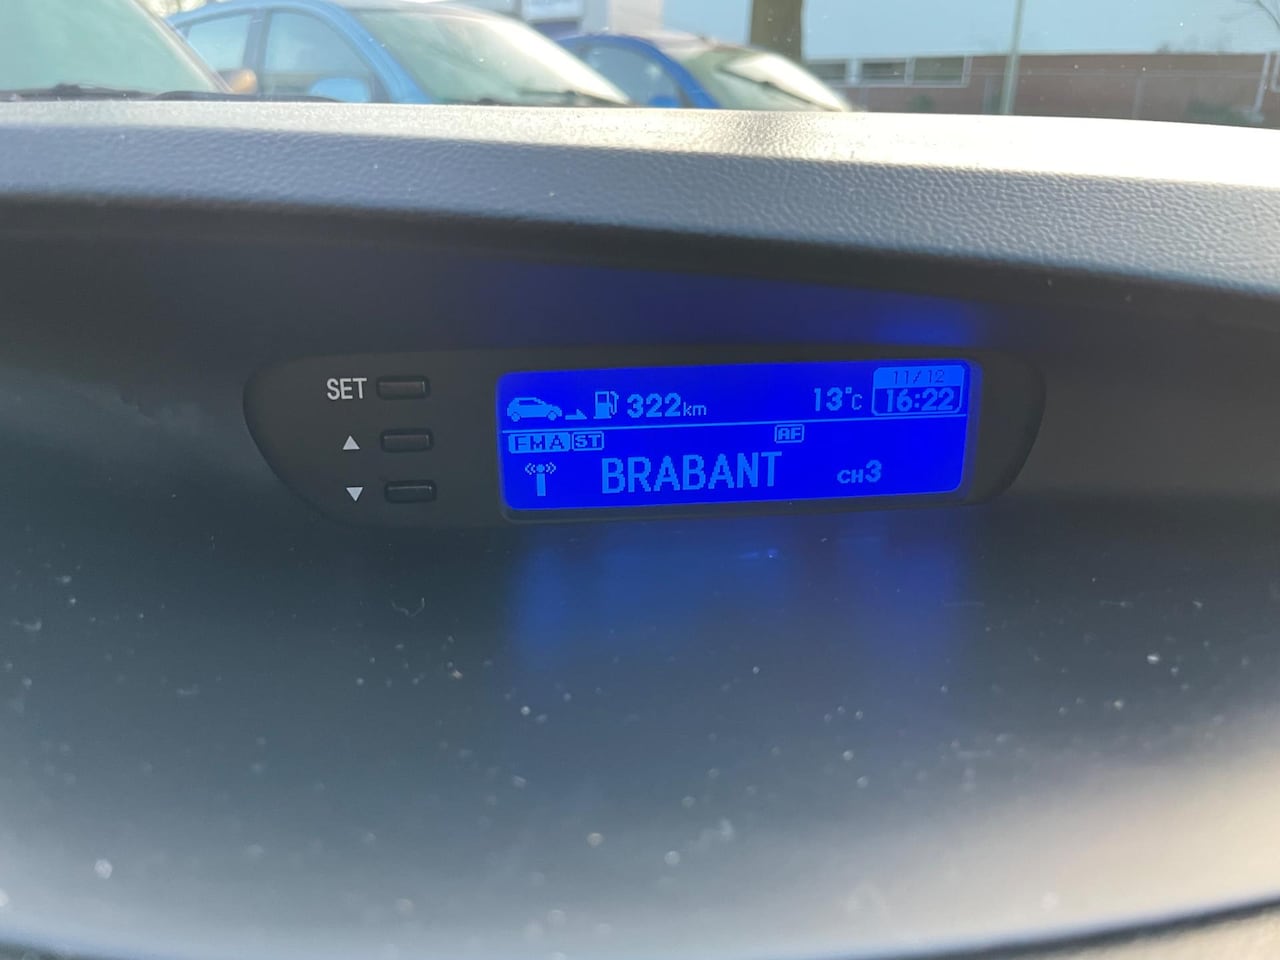 SET
322km 13°C 11/12 16:22
FMA ST AF
BRABANT CH3